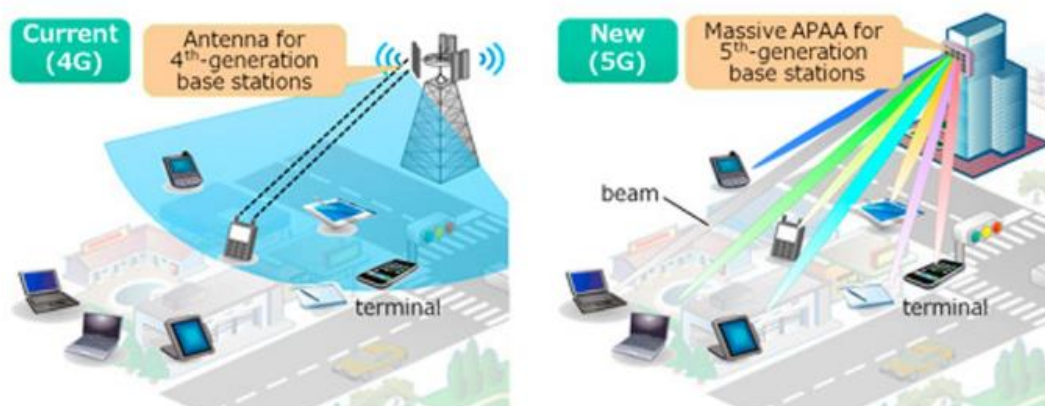 Current
(4G)
Antenna for
4th-generation
base stations
terminal
New
(5G)
Massive APAA for
5th-generation
base stations
beam
terminal